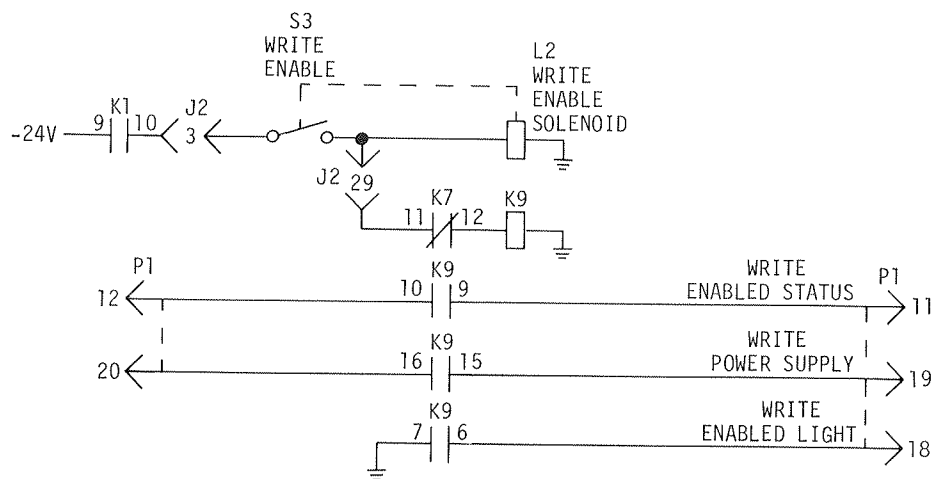 S3
WRITE
ENABLE
L2
WRITE
ENABLE
SOLENOID
-24V
9
K1
10
J2
3
J2 29
11
K7
12
K9
P1
12
10
K9
9
WRITE
ENABLED STATUS
P1
11
20
16
K9
15
WRITE
POWER SUPPLY
19
7
K9
6
WRITE
ENABLED LIGHT
18